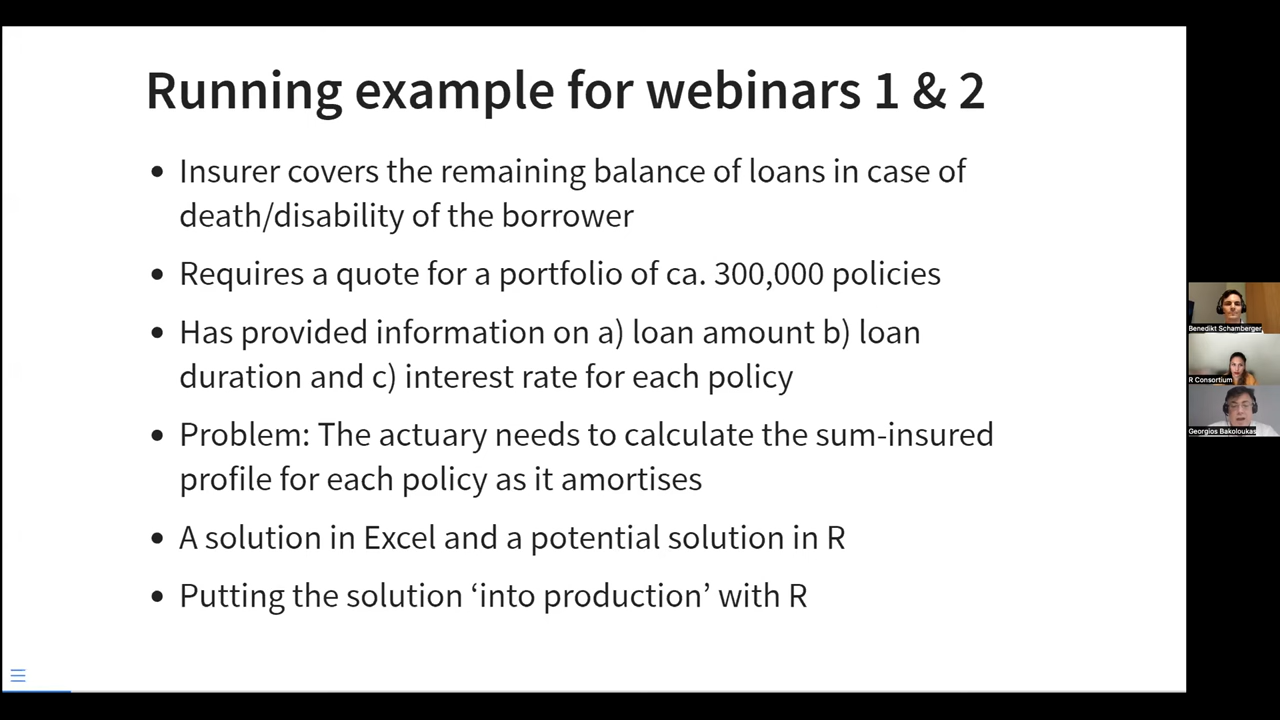 Running example for webinars 1 & 2
• Insurer covers the remaining balance of loans in case of
death/disability of the borrower
• Requires a quote for a portfolio of ca. 300,000 policies
• Has provided information on a) loan amount b) loan
duration and c) interest rate for each policy
• Problem: The actuary needs to calculate the sum-insured
profile for each policy as it amortises
• A solution in Excel and a potential solution in R
• Putting the solution ‘into production’ with R
Benedikt Schamberger
R Consortium
Georgios Bakoloukas